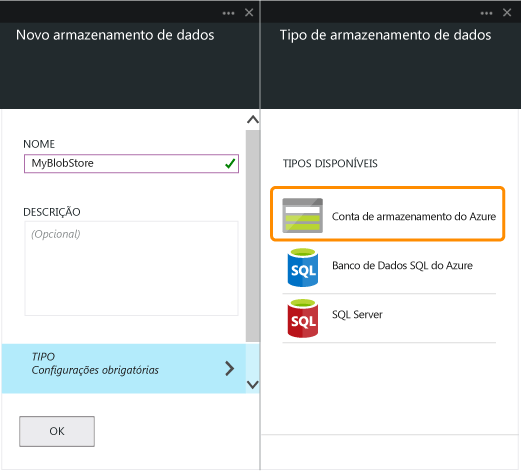 Novo armazenamento de dados
NOME
MyBlobStore
DESCRIÇÃO
(Opcional)
TIPO
Configurações obrigatórias
OK
Tipo de armazenamento de dados
TIPOS DISPONÍVEIS
Conta de armazenamento do Azure
SQL
Banco de Dados SQL do Azure
SQL
SQL Server